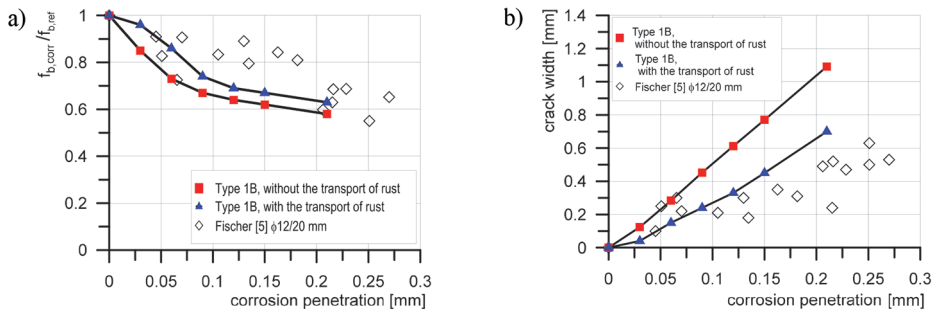 a)
f_b,corr/f_b,ref
1
0.8
0.6
0.4
0.2
0
Type 1B, without the transport of rust
Type 1B, with the transport of rust
Fischer [5] ϕ12/20 mm
0 0.05 0.1 0.15 0.2 0.25 0.3
corrosion penetration [mm]
b)
crack width [mm]
1.4
1.2
1
0.8
0.6
0.4
0.2
0
Type 1B,
without the transport of rust
Type 1B,
with the transport of rust
Fischer [5] ϕ12/20 mm
0 0.05 0.1 0.15 0.2 0.25 0.3
corrosion penetration [mm]